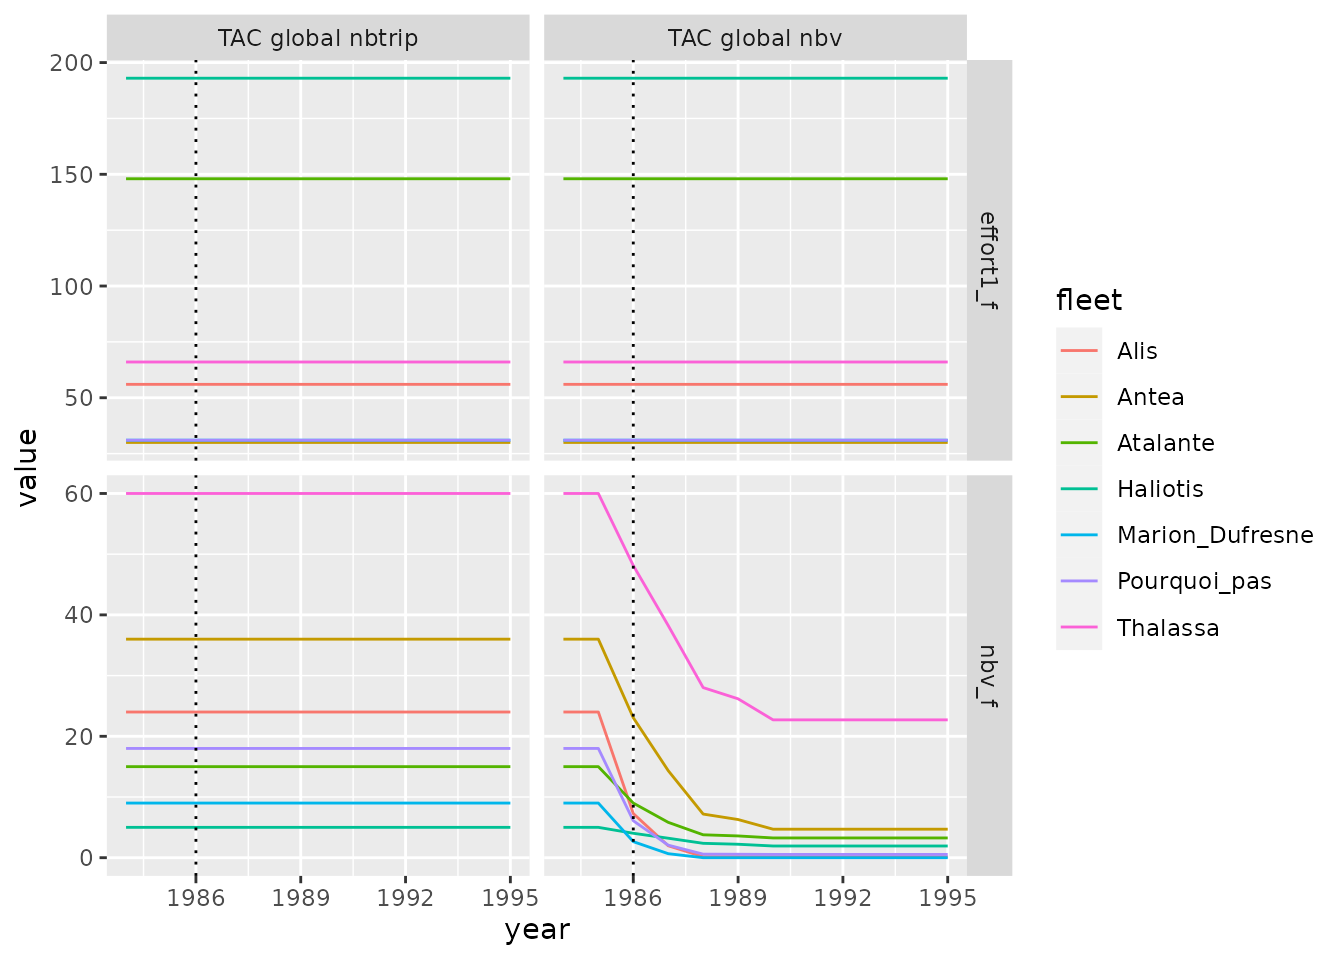 TAC global nbtrip
TAC global nbv
200
150
100
50
effort1_f
60
40
20
0
nbv_f
value
1986
1989
1992
1995
1986
1989
1992
1995
year
fleet
Alis
Antea
Atalante
Haliotis
Marion_Dufresne
Pourquoi_pas
Thalassa